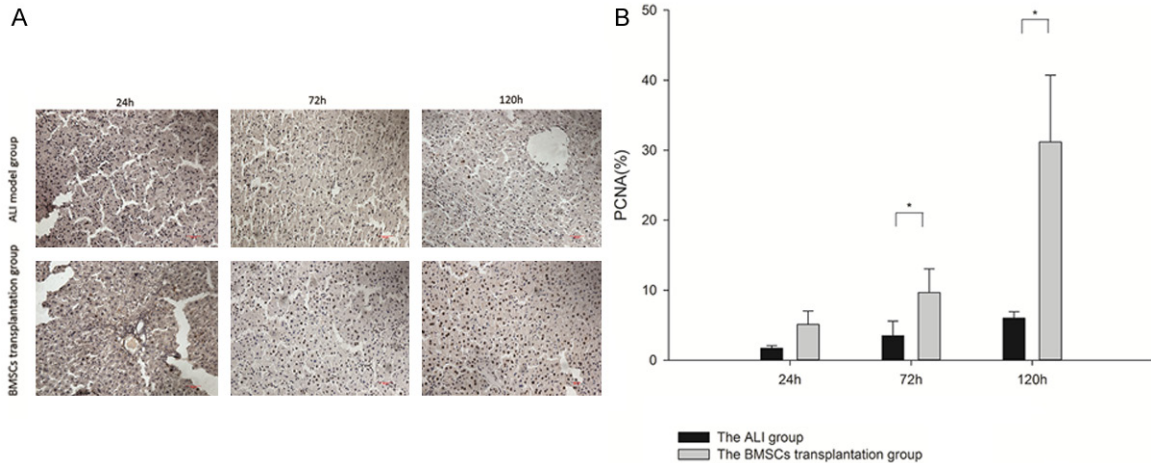 A
24h 72h 120h
ALI model group
BMSCs transplantation group
B
50
40
30
20
10
0
PCNA(%)
*
*
24h 72h 120h
The ALI group
The BMSCs transplantation group